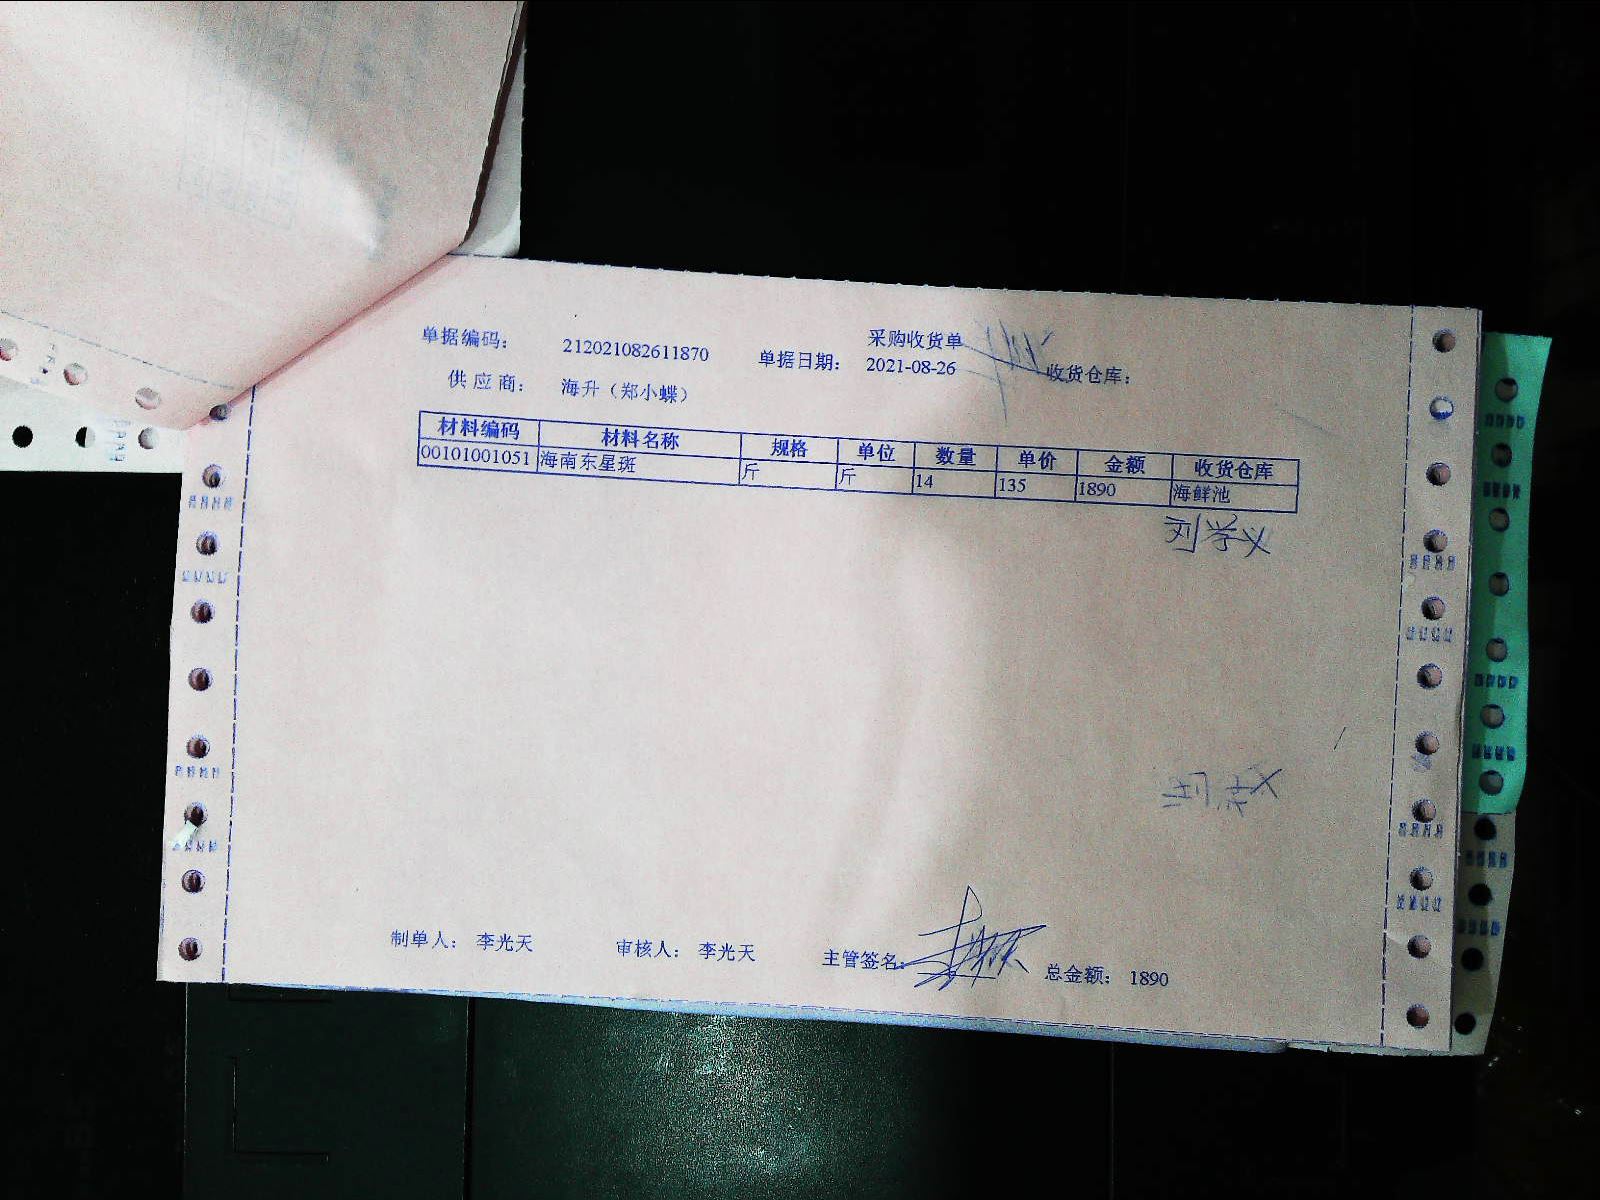 采购收货单
单据编码： 212021082611870 单据日期： 2021-08-26 收货仓库：
供应商： 海升（郑小蝶）
材料编码 材料名称 规格 单位 数量 单价 金额 收货仓库
00101001051 海南东星斑 斤 斤 14 135 1890 海鲜池
刘学义
制单人： 李光天 审核人： 李光天 主管签名： 总金额： 1890